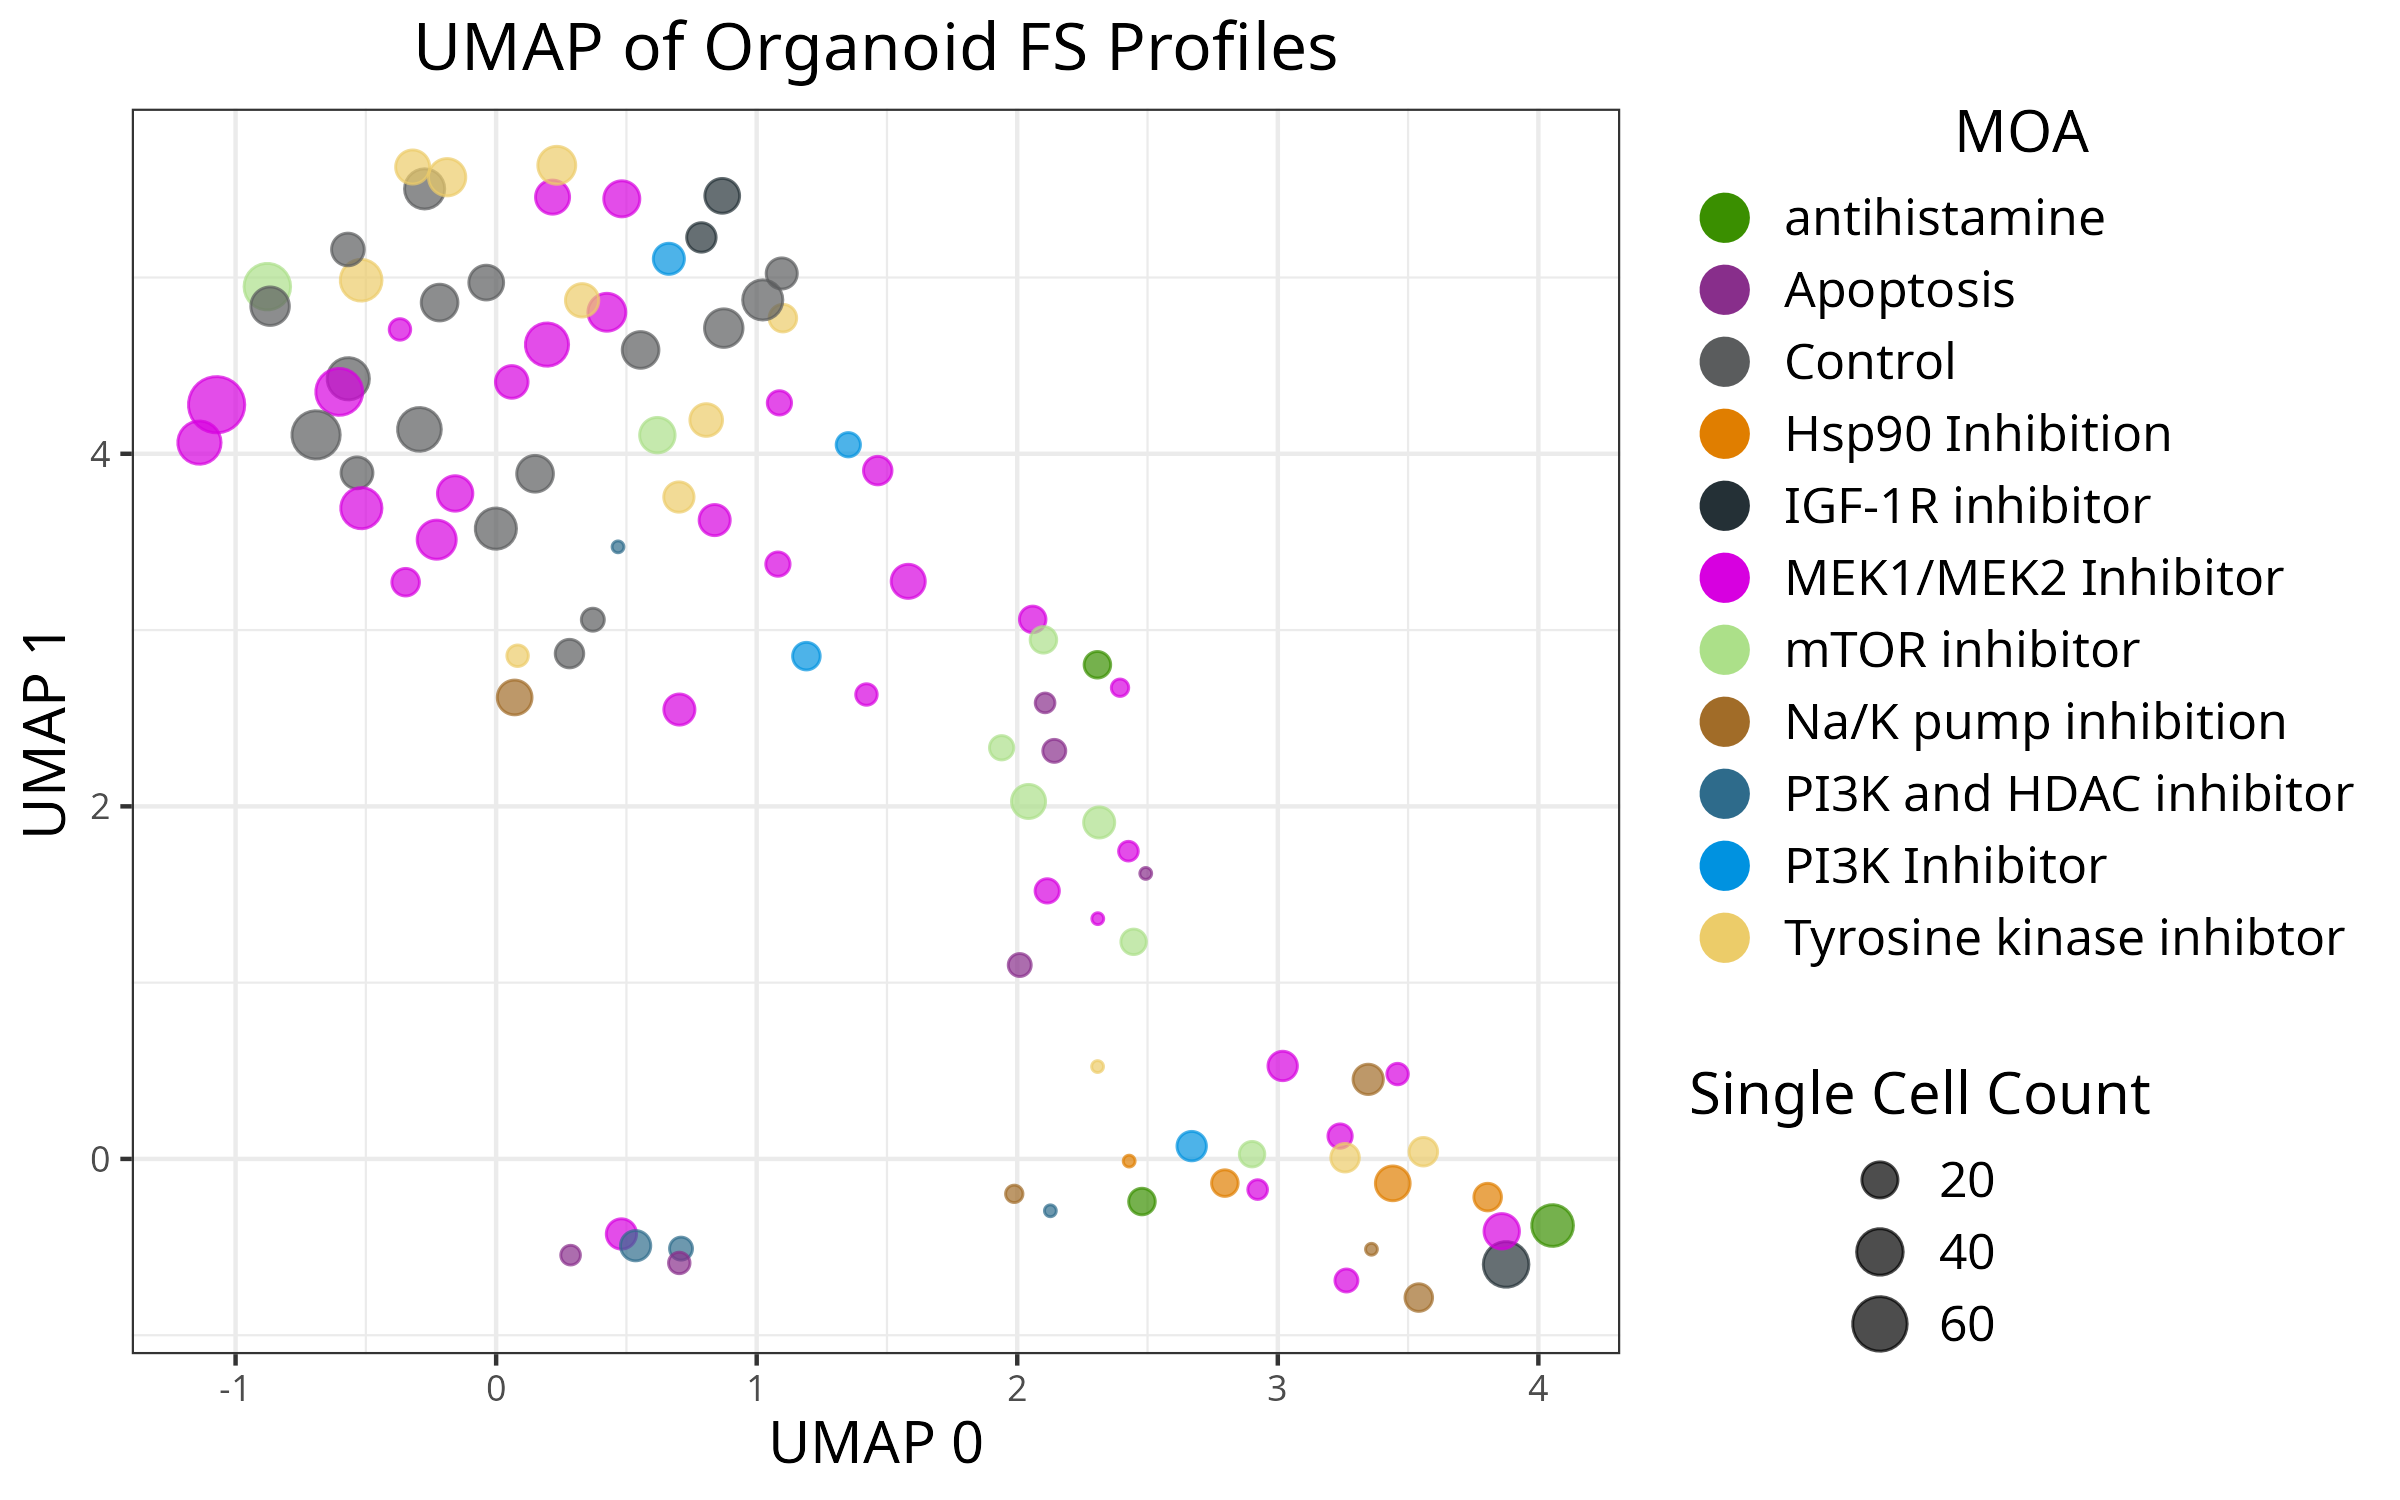 UMAP of Organoid FS Profiles
MOA
antihistamine
Apoptosis
Control
Hsp90 Inhibition
IGF-1R inhibitor
MEK1/MEK2 Inhibitor
mTOR inhibitor
Na/K pump inhibition
PI3K and HDAC inhibitor
PI3K Inhibitor
Tyrosine kinase inhibtor
Single Cell Count
20
40
60
UMAP 1
4
2
0
-1
0
1
2
3
4
UMAP 0